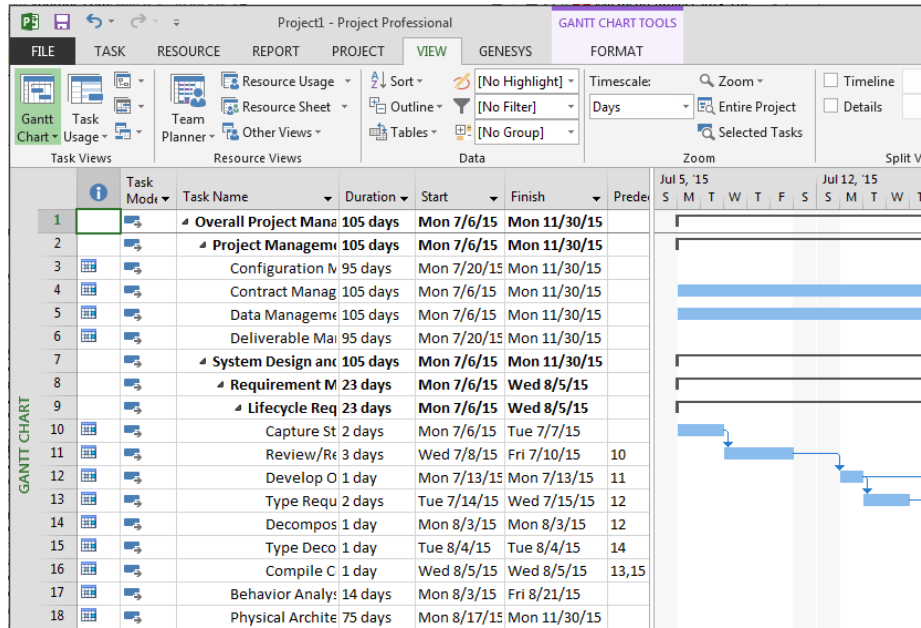 Project1 - Project Professional
GANTT CHART TOOLS
FILE TASK RESOURCE REPORT PROJECT VIEW GENESYS FORMAT
Gantt Chart
Task Usage
Task Views
Team Planner
Resource Usage
Resource Sheet
Other Views
Resource Views
Sort
Outline
Tables
[No Highlight]
[No Filter]
[No Group]
Data
Timescale:
Days
Zoom
Entire Project
Selected Tasks
Zoom
Timeline
Details
Split V
Task Mode Task Name Duration Start Finish Prede
Jul 5, '15 Jul 12, '15
S M T W T F S S M T W T
GANTT CHART
1 Overall Project Mana 105 days Mon 7/6/15 Mon 11/30/15
2 Project Manageme 105 days Mon 7/6/15 Mon 11/30/15
3 Configuration M 95 days Mon 7/20/15 Mon 11/30/15
4 Contract Manag 105 days Mon 7/6/15 Mon 11/30/15
5 Data Manageme 105 days Mon 7/6/15 Mon 11/30/15
6 Deliverable Ma 95 days Mon 7/20/15 Mon 11/30/15
7 System Design and 105 days Mon 7/6/15 Mon 11/30/15
8 Requirement M 23 days Mon 7/6/15 Wed 8/5/15
9 Lifecycle Req 23 days Mon 7/6/15 Wed 8/5/15
10 Capture St 2 days Mon 7/6/15 Tue 7/7/15
11 Review/Re 3 days Wed 7/8/15 Fri 7/10/15 10
12 Develop O 1 day Mon 7/13/15 Mon 7/13/15 11
13 Type Requ 2 days Tue 7/14/15 Wed 7/15/15 12
14 Decompos 1 day Mon 8/3/15 Mon 8/3/15 12
15 Type Deco 1 day Tue 8/4/15 Tue 8/4/15 14
16 Compile C 1 day Wed 8/5/15 Wed 8/5/15 13,15
17 Behavior Analys 14 days Mon 8/3/15 Fri 8/21/15
18 Physical Archite 75 days Mon 8/17/15 Mon 11/30/15